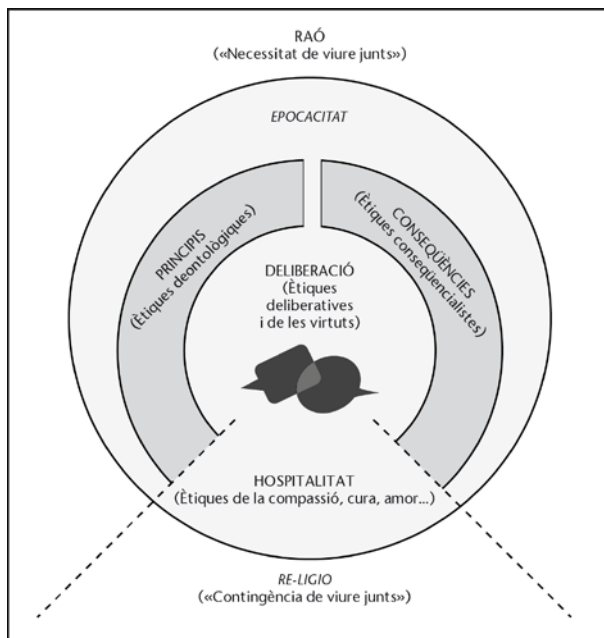 RAÓ
(«Necessitat de viure junts»)
EPOCACITAT
PRINCIPIS
(Ètiques deontològiques)
CONSEQÜÈNCIES
(Ètiques conseqüencialistes)
DELIBERACIÓ
(Ètiques
deliberatives
i de les virtuts)
HOSPITALITAT
(Ètiques de la compassió, cura, amor...)
RE-LIGIO
(«Contingència de viure junts»)